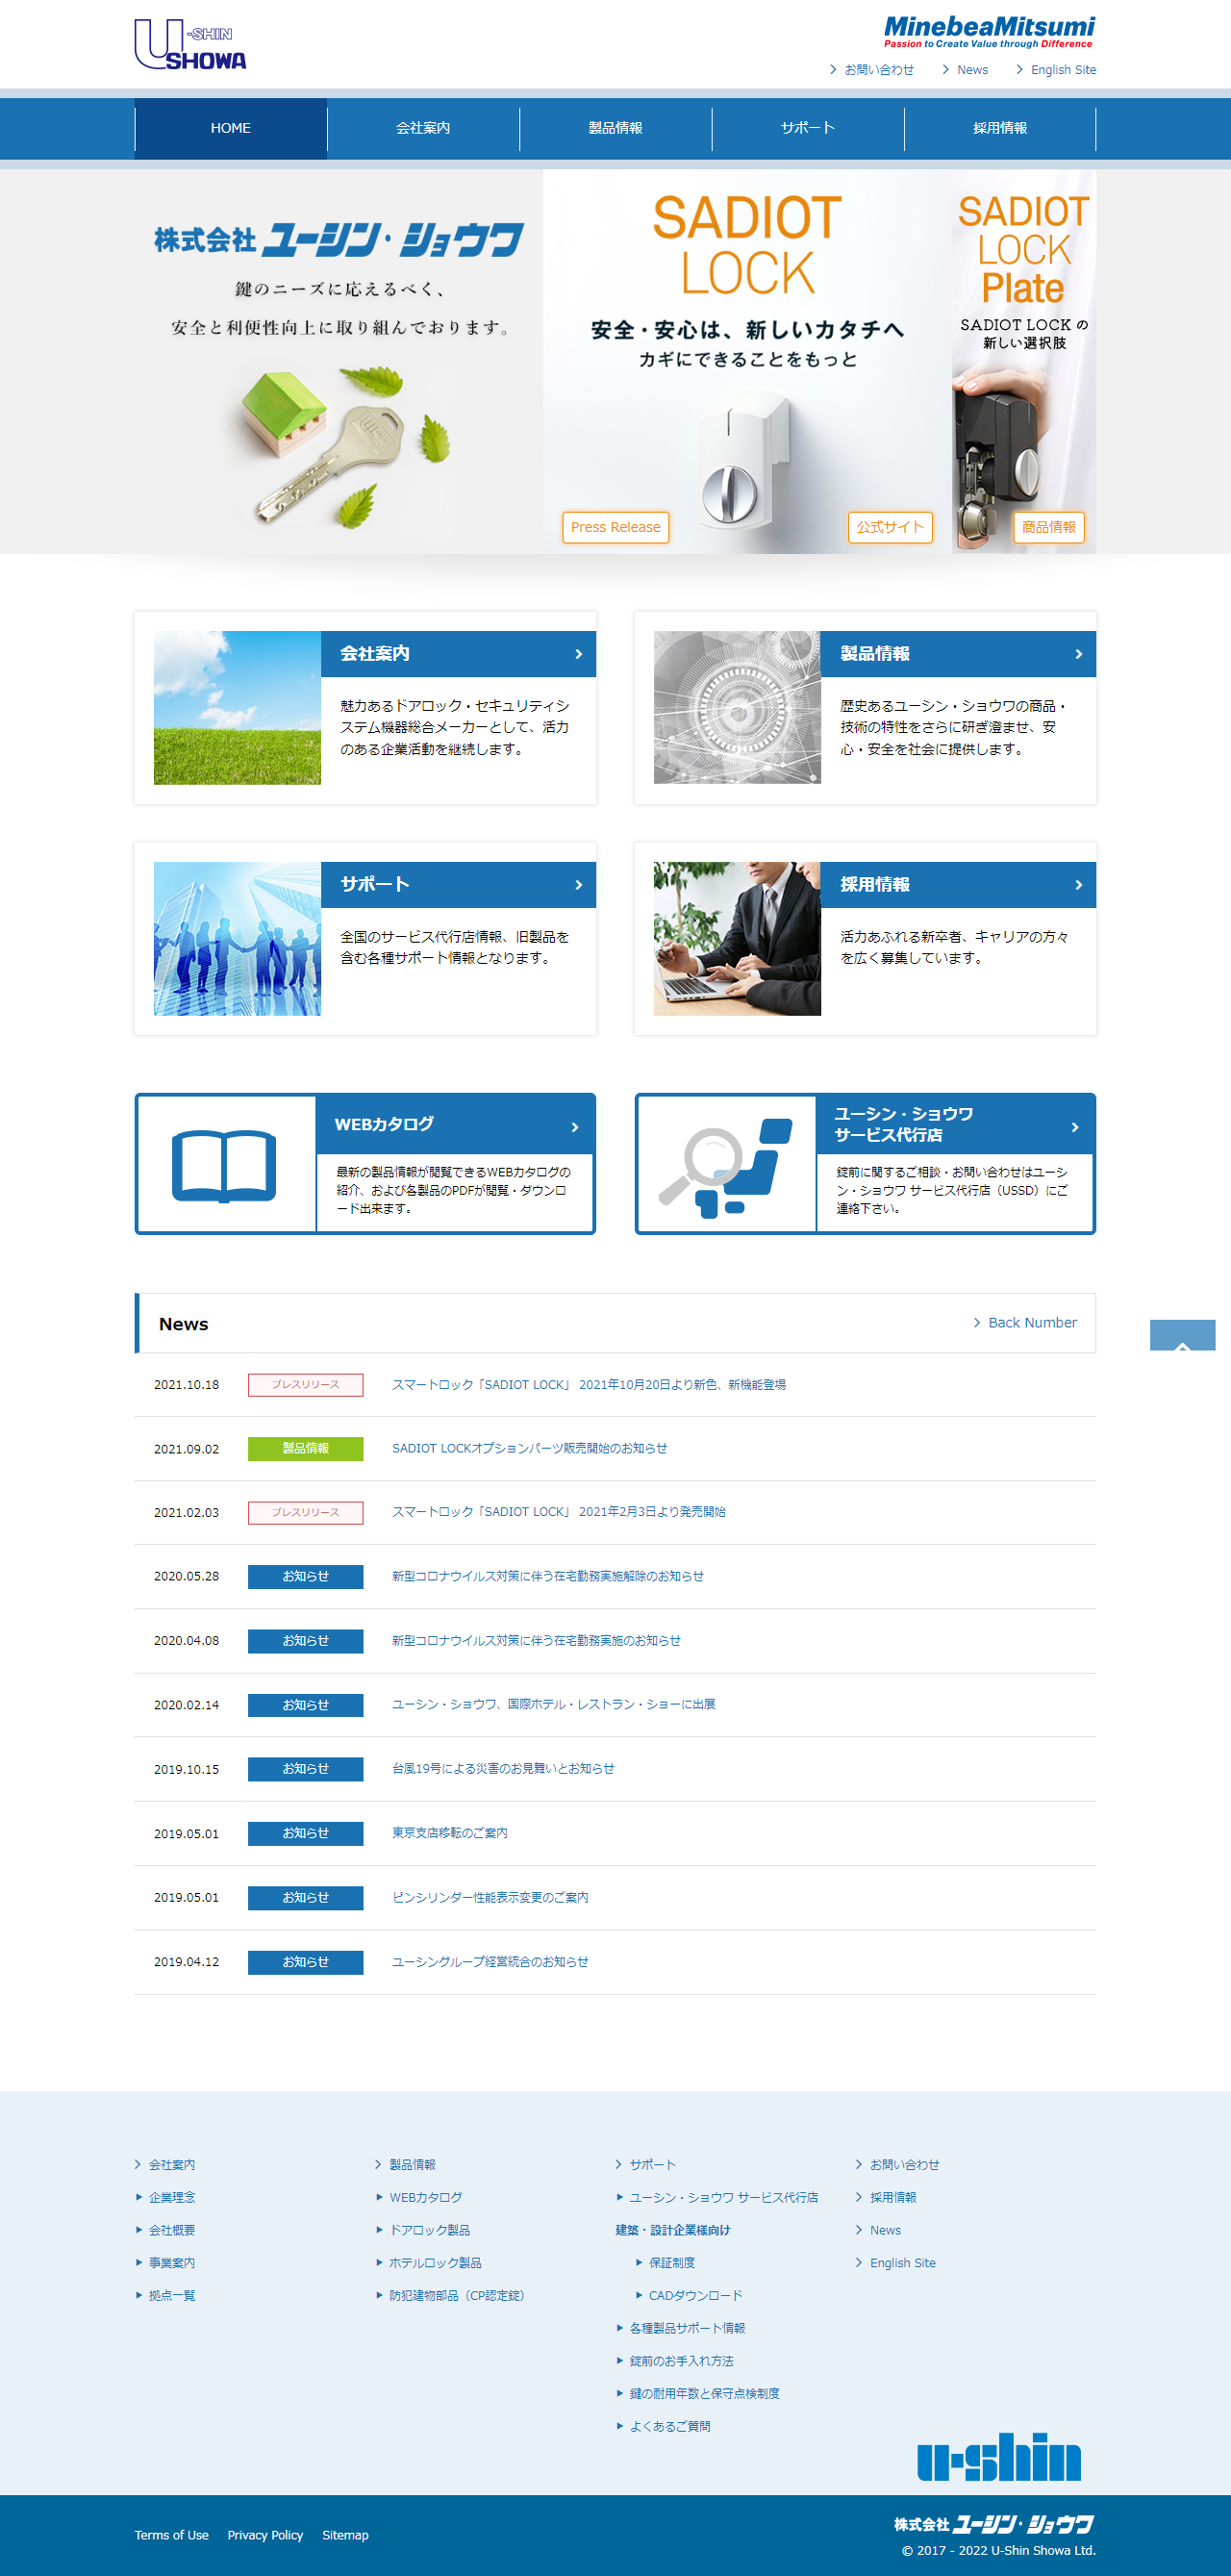 U-SHIN
SHOWA
MinebeaMitsumi
Passion to Create Value through Difference
お問い合わせ
News
English Site
HOME
会社案内
製品情報
サポート
採用情報
株式会社 ユーシン・ショウワ
鍵のニーズに応えるべく、
安全と利便性向上に取り組んでおります。
SADIOT
LOCK
安全・安心は、新しいカタチへ
カギにできることをもっと
Press Release
公式サイト
SADIOT
LOCK
Plate
SADIOT LOCK の
新しい選択肢
商品情報
会社案内
魅力あるドアロック・セキュリティシ
ステム機器総合メーカーとして、活力
のある企業活動を継続します。
製品情報
歴史あるユーシン・ショウワの商品・
技術の特性をさらに研ぎ澄ませ、安
心・安全を社会に提供します。
サポート
全国のサービス代行店情報、旧製品を
含む各種サポート情報となります。
採用情報
活力あふれる新卒者、キャリアの方々
を広く募集しています。
WEBカタログ
最新の製品情報が閲覧できるWEBカタログの
紹介、および各製品のPDFが閲覧・ダウンロ
ード出来ます。
ユーシン・ショウワ
サービス代行店
錠前に関するご相談・お問い合わせはユーシ
ン・ショウワ サービス代行店（USSD）にご
連絡下さい。
News
Back Number
2021.10.18 プレスリリース スマートロック「SADIOT LOCK」 2021年10月20日より新色、新機能登場
2021.09.02 製品情報 SADIOT LOCKオプションパーツ販売開始のお知らせ
2021.02.03 プレスリリース スマートロック「SADIOT LOCK」 2021年2月3日より発売開始
2020.05.28 お知らせ 新型コロナウイルス対策に伴う在宅勤務実施解除のお知らせ
2020.04.08 お知らせ 新型コロナウイルス対策に伴う在宅勤務実施のお知らせ
2020.02.14 お知らせ ユーシン・ショウワ、国際ホテル・レストラン・ショーに出展
2019.10.15 お知らせ 台風19号による災害のお見舞いとお知らせ
2019.05.01 お知らせ 東京支店移転のご案内
2019.05.01 お知らせ ピンシリンダー性能表示変更のご案内
2019.04.12 お知らせ ユーシングループ経営統合のお知らせ
会社案内
企業理念
会社概要
事業案内
拠点一覧
製品情報
WEBカタログ
ドアロック製品
ホテルロック製品
防犯建物部品（CP認定錠）
サポート
ユーシン・ショウワ サービス代行店
建築・設計企業様向け
保証制度
CADダウンロード
各種製品サポート情報
錠前のお手入れ方法
鍵の耐用年数と保守点検制度
よくあるご質問
お問い合わせ
採用情報
News
English Site
u-shin
Terms of Use
Privacy Policy
Sitemap
株式会社 ユーシン・ショウワ
© 2017 - 2022 U-Shin Showa Ltd.